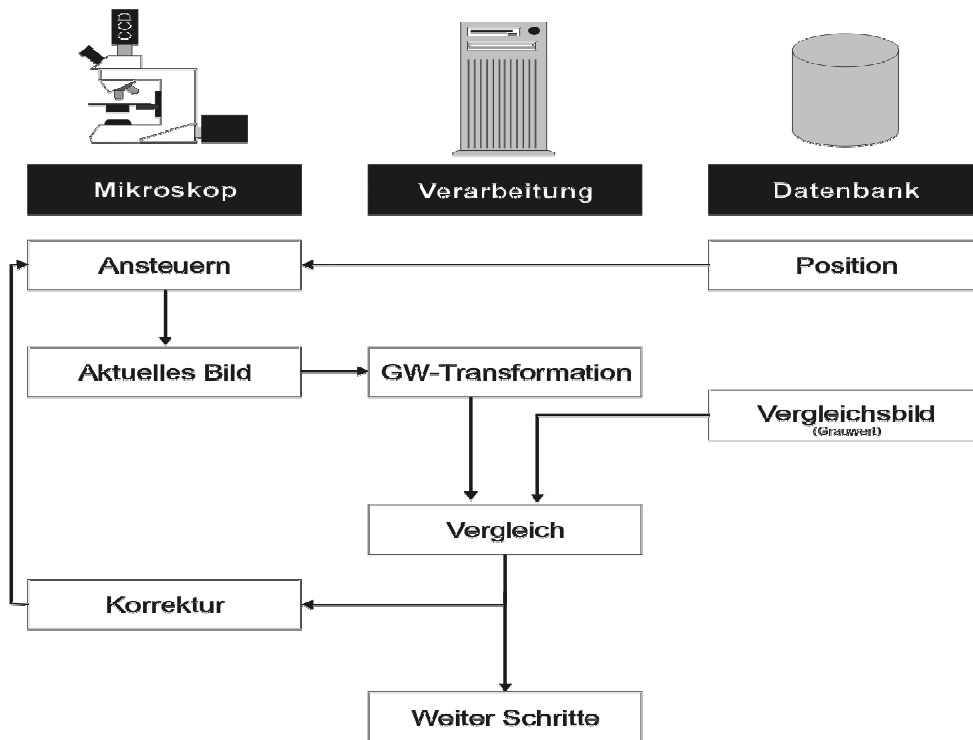 CCD
Mikroskop
Verarbeitung
Datenbank
Ansteuern
Position
Aktuelles Bild
GW-Transformation
Vergleichsbild
(Grauwert)
Vergleich
Korrektur
Weiter Schritte